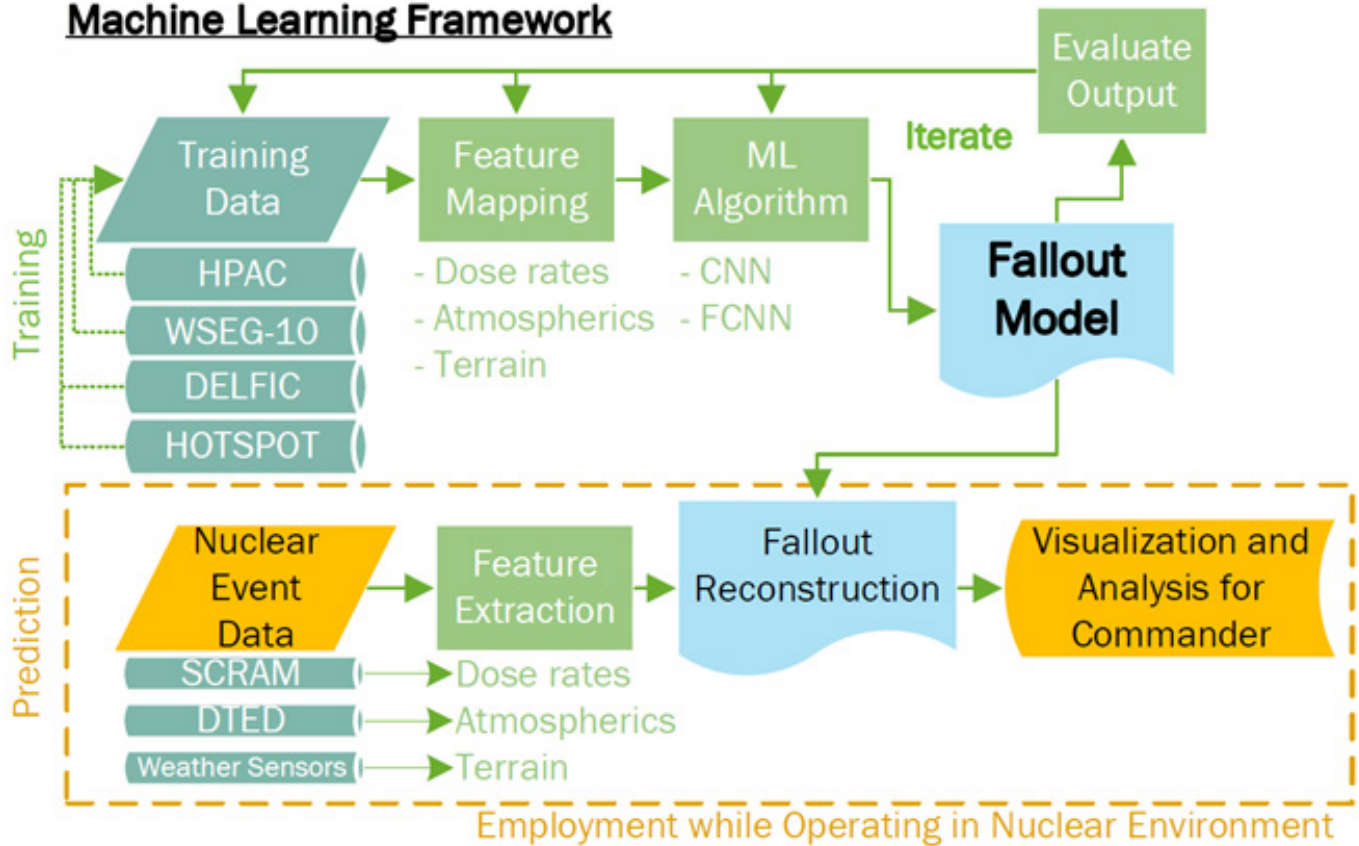 Machine Learning Framework
Evaluate
Output
Iterate
Training
Training
Data
Feature
Mapping
ML
Algorithm
Fallout
Model
HPAC
WSEG-10
DELFIC
HOTSPOT
- Dose rates
- Atmospherics
- Terrain
- CNN
- FCNN
Prediction
Nuclear
Event
Data
Feature
Extraction
Fallout
Reconstruction
Visualization and
Analysis for
Commander
SCRAM
Dose rates
DTED
Atmospherics
Weather Sensors
Terrain
Employment while Operating in Nuclear Environment